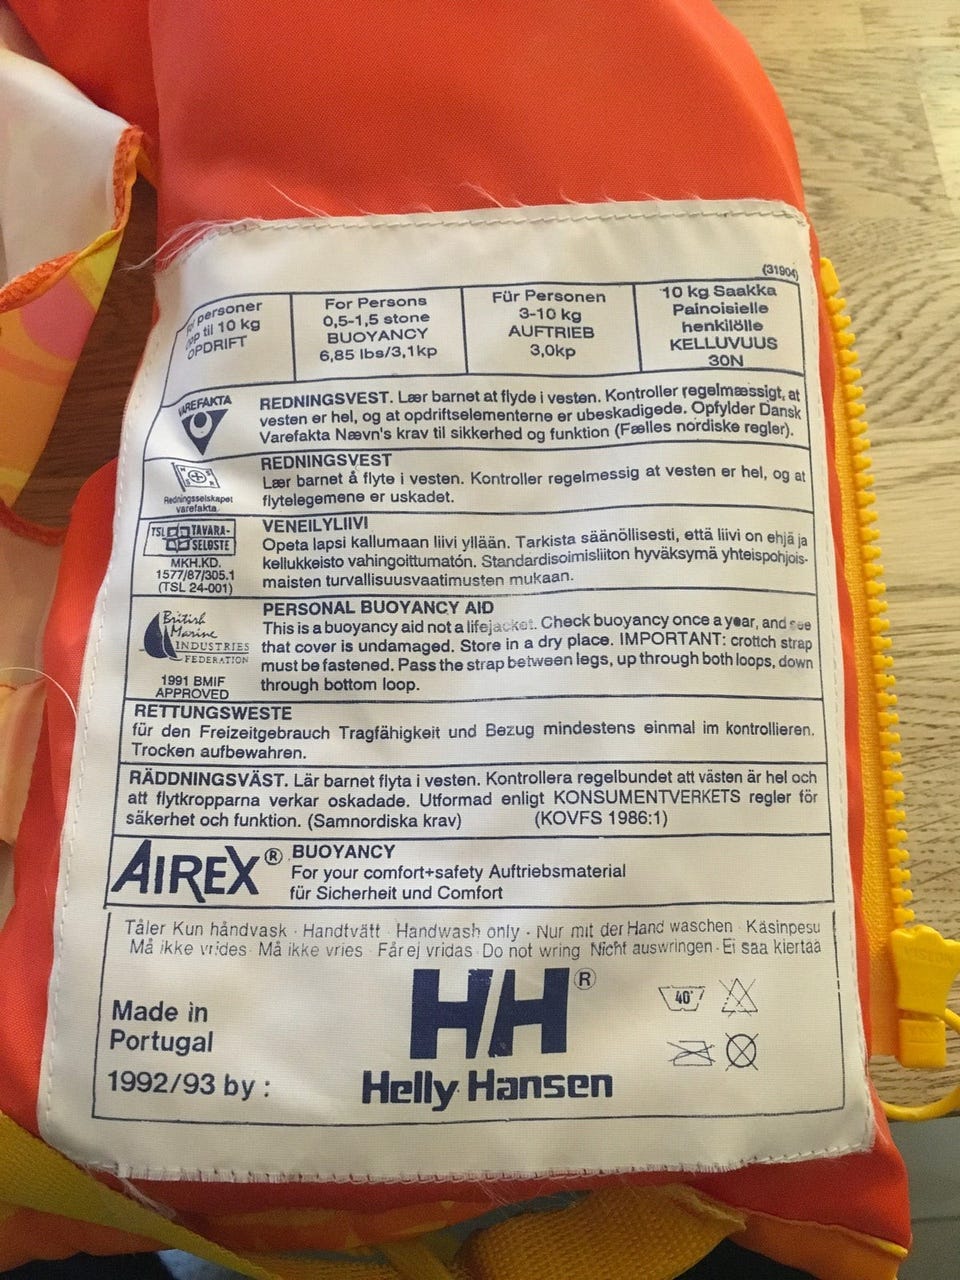 (31904)
For personer
opp til 10 kg
OPDRIFT
For Persons
0,5-1,5 stone
BUOYANCY
6,85 lbs/3,1kp
Für Personen
3-10 kg
AUFTRIEB
3,0kp
10 kg Saakka
Painoisielle
henkilölle
KELLUVUUS
30N
VAREFAKTA
REDNINGSVEST. Lær barnet at flyde i vesten. Kontroller regelmæssigt, at
vesten er hel, og at opdriftselementerne er ubeskadigede. Opfylder Dansk
Varefakta Nævn's krav til sikkerhed og funktion (Fælles nordiske regler).
Redningsselskapet
varefakta.
REDNINGSVEST
Lær barnet å flyte i vesten. Kontroller regelmessig at vesten er hel, og at
flytelegemene er uskadet.
TSL TAVARA-
SELOSTE
MKH.KD.
1577/87/305.1
(TSL 24-001)
VENEILYLIIVI
Opeta lapsi kallumaan liivi yllään. Tarkista säänöllisesti, että liivi on ehjä ja
kellukkeisto vahingoittumatón. Standardisoimisliiton hyväksymä yhteispohjois-
maisten turvallisuusvaatimusten mukaan.
British
Marine
INDUSTRIES
FEDERATION
1991 BMIF
APPROVED
PERSONAL BUOYANCY AID
This is a buoyancy aid not a lifejacket. Check buoyancy once a year, and see
that cover is undamaged. Store in a dry place. IMPORTANT: crottch strap
must be fastened. Pass the strap between legs, up through both loops, down
through bottom loop.
RETTUNGSWESTE
für den Freizeitgebrauch Tragfähigkeit und Bezug mindestens einmal im kontrollieren.
Trocken aufbewahren.
RÄDDNINGSVÄST. Lär barnet flyta i vesten. Kontrollera regelbundet att västen är hel och
att flytkropparna verkar oskadade. Utformad enligt KONSUMENTVERKETS regler för
säkerhet och funktion. (Samnordiska krav) (KOVFS 1986:1)
AIREX® BUOYANCY
For your comfort+safety Auftriebsmaterial
für Sicherheit und Comfort
Tåler Kun håndvask · Handtvätt · Handwash only · Nur mit der Hand waschen · Käsinpesu
Må ikke vrides · Må ikke vries · Får ej vridas · Do not wring Nicht auswringen · Ei saa kiertää
HH®
40°
Made in
Portugal
1992/93 by :
Helly Hansen